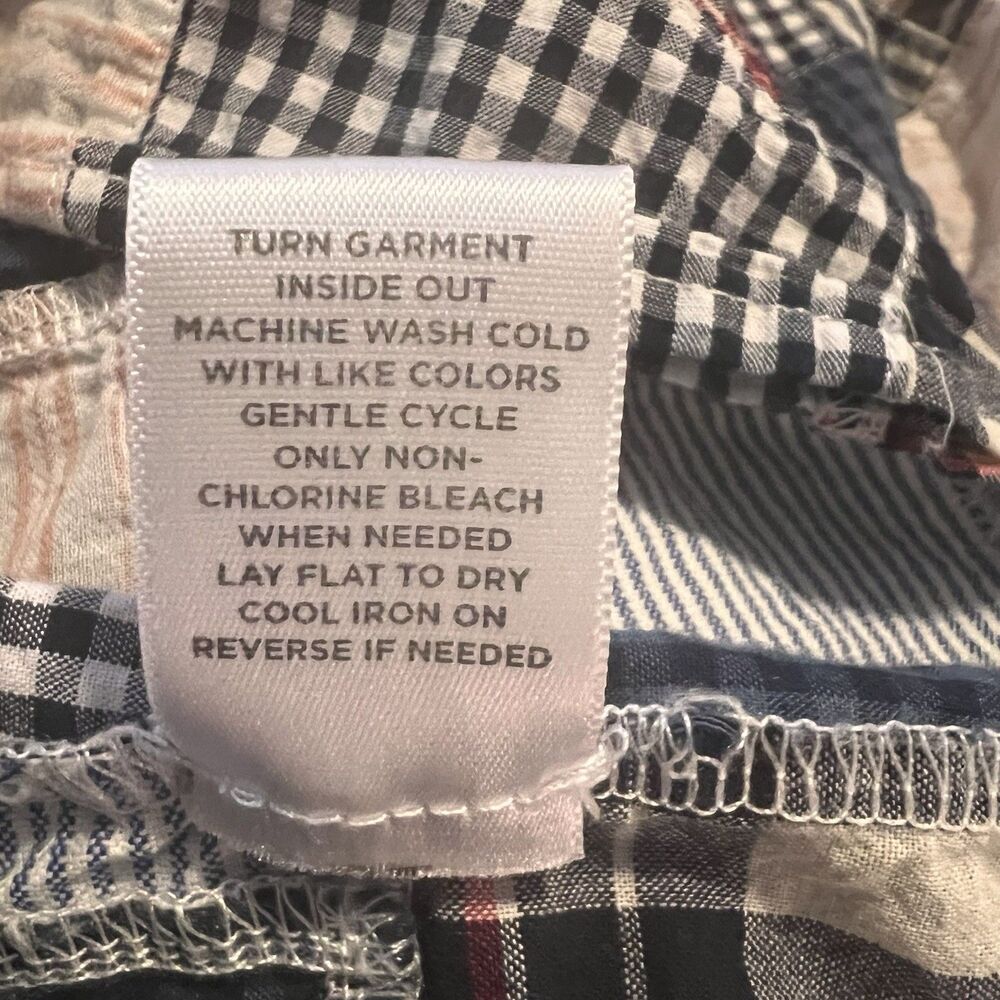 TURN GARMENT
INSIDE OUT
MACHINE WASH COLD
WITH LIKE COLORS
GENTLE CYCLE
ONLY NON-
CHLORINE BLEACH
WHEN NEEDED
LAY FLAT TO DRY
COOL IRON ON
REVERSE IF NEEDED